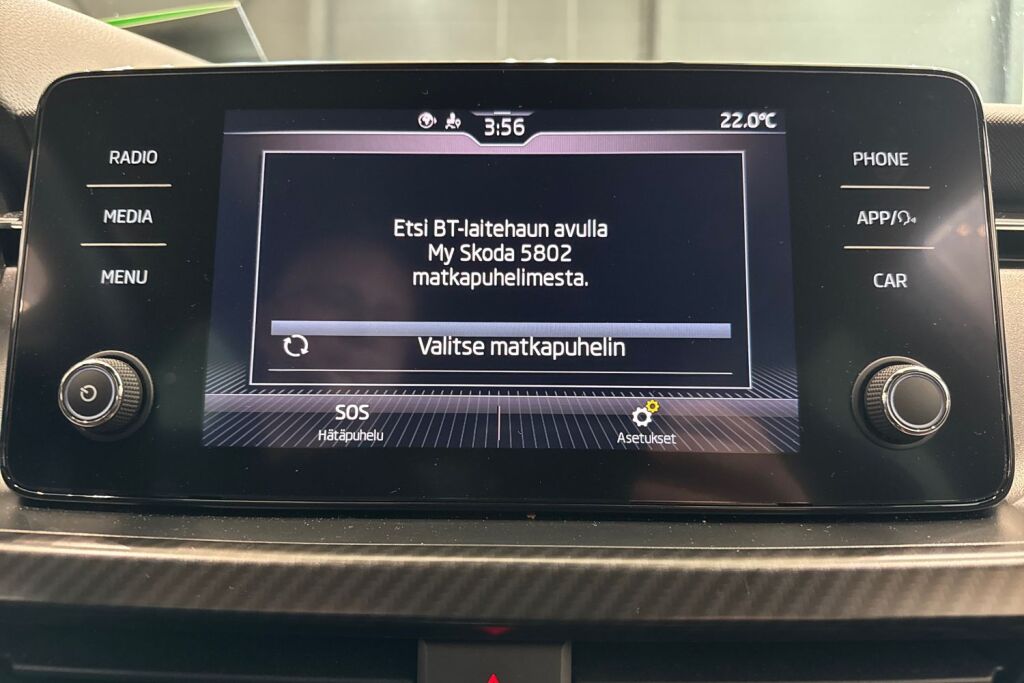 3:56
22.0°C
RADIO
MEDIA
MENU
Etsi BT-laitehaun avulla
My Skoda 5802
matkapuhelimesta.
Valitse matkapuhelin
SOS
Hätäpuhelu
Asetukset
PHONE
APP/
CAR